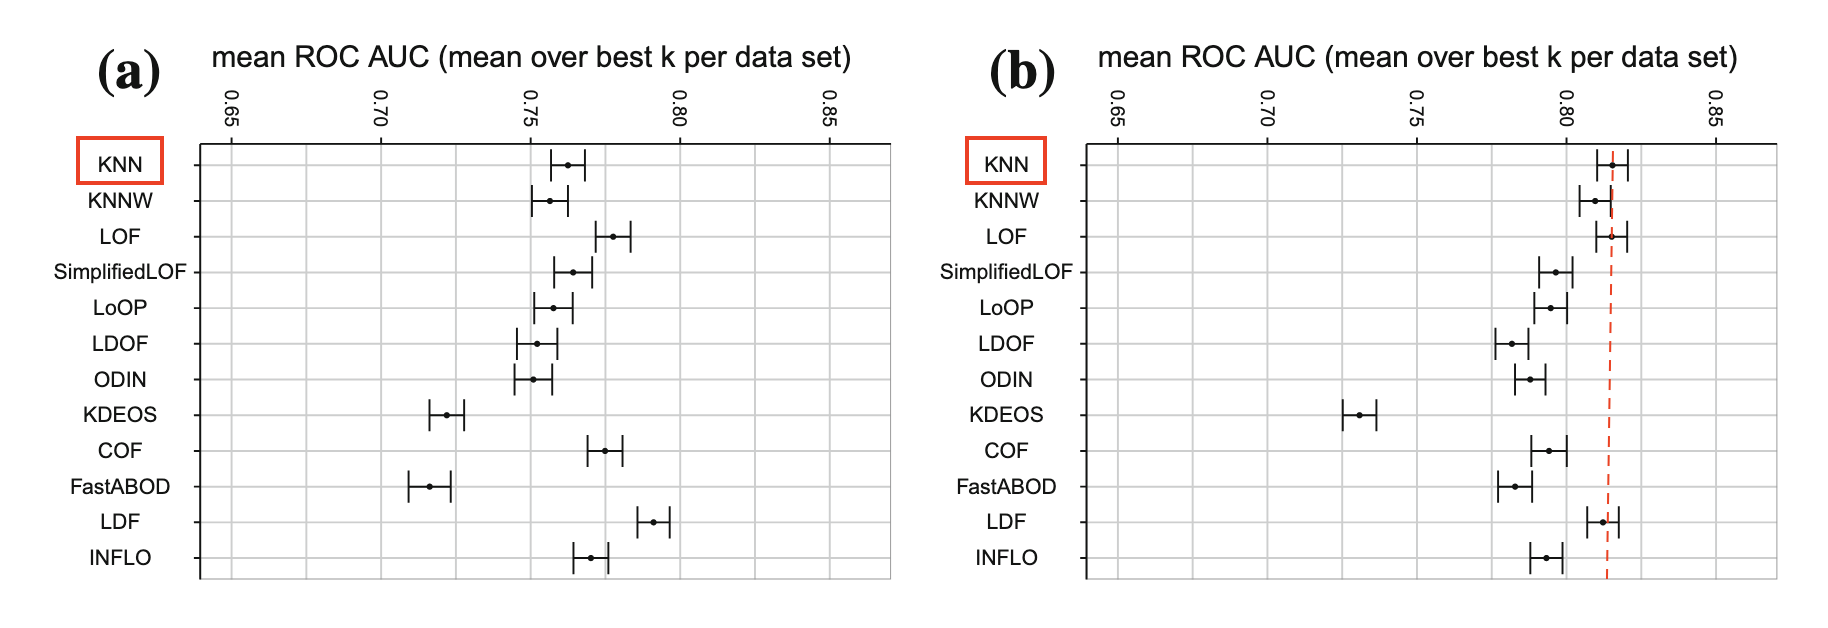 (a) mean ROC AUC (mean over best k per data set)
0.65 0.70 0.75 0.80 0.85
KNN
KNNW
LOF
SimplifiedLOF
LoOP
LDOF
ODIN
KDEOS
COF
FastABOD
LDF
INFLO
(b) mean ROC AUC (mean over best k per data set)
0.65 0.70 0.75 0.80 0.85
KNN
KNNW
LOF
SimplifiedLOF
LoOP
LDOF
ODIN
KDEOS
COF
FastABOD
LDF
INFLO